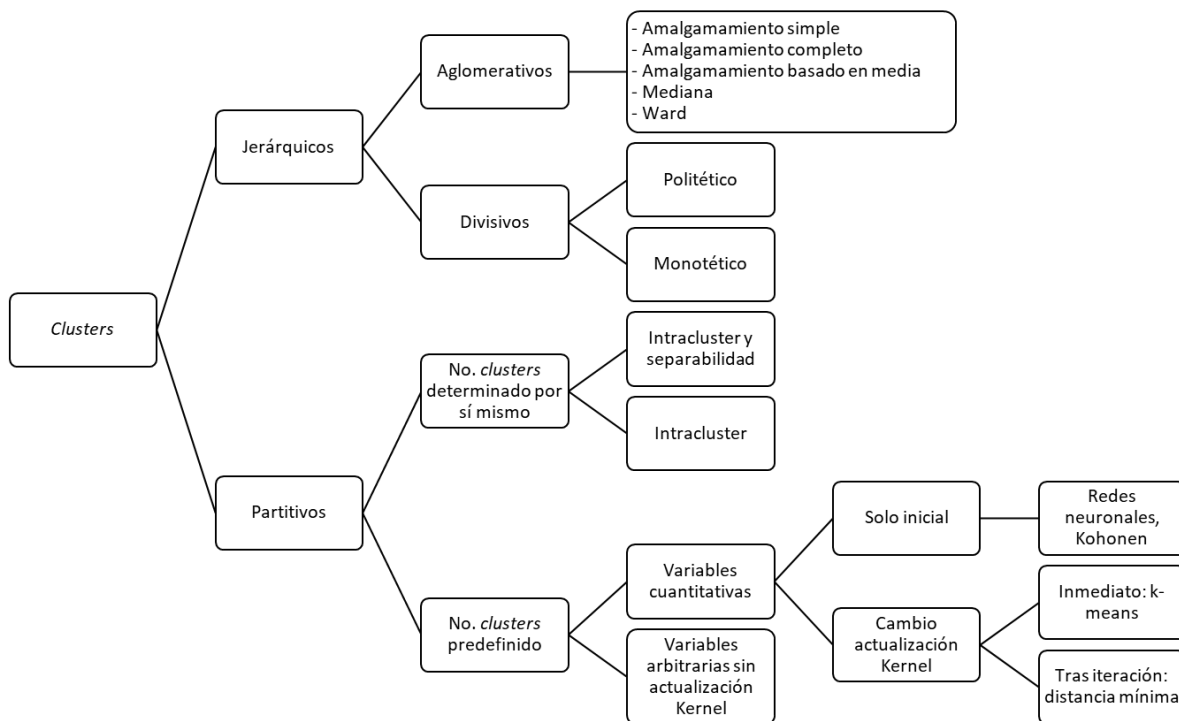 Clusters
Jerárquicos
Aglomerativos
- Amalgamamiento simple
- Amalgamamiento completo
- Amalgamamiento basado en media
- Mediana
- Ward
Divisivos
Politético
Monotético
Partitivos
No. clusters
determinado por
sí mismo
Intracluster y
separabilidad
Intracluster
No. clusters
predefinido
Variables
cuantitativas
Solo inicial
Redes
neuronales,
Kohonen
Cambio
actualización
Kernel
Inmediato: k-
means
Tras iteración:
distancia mínima
Variables
arbitrarias sin
actualización
Kernel